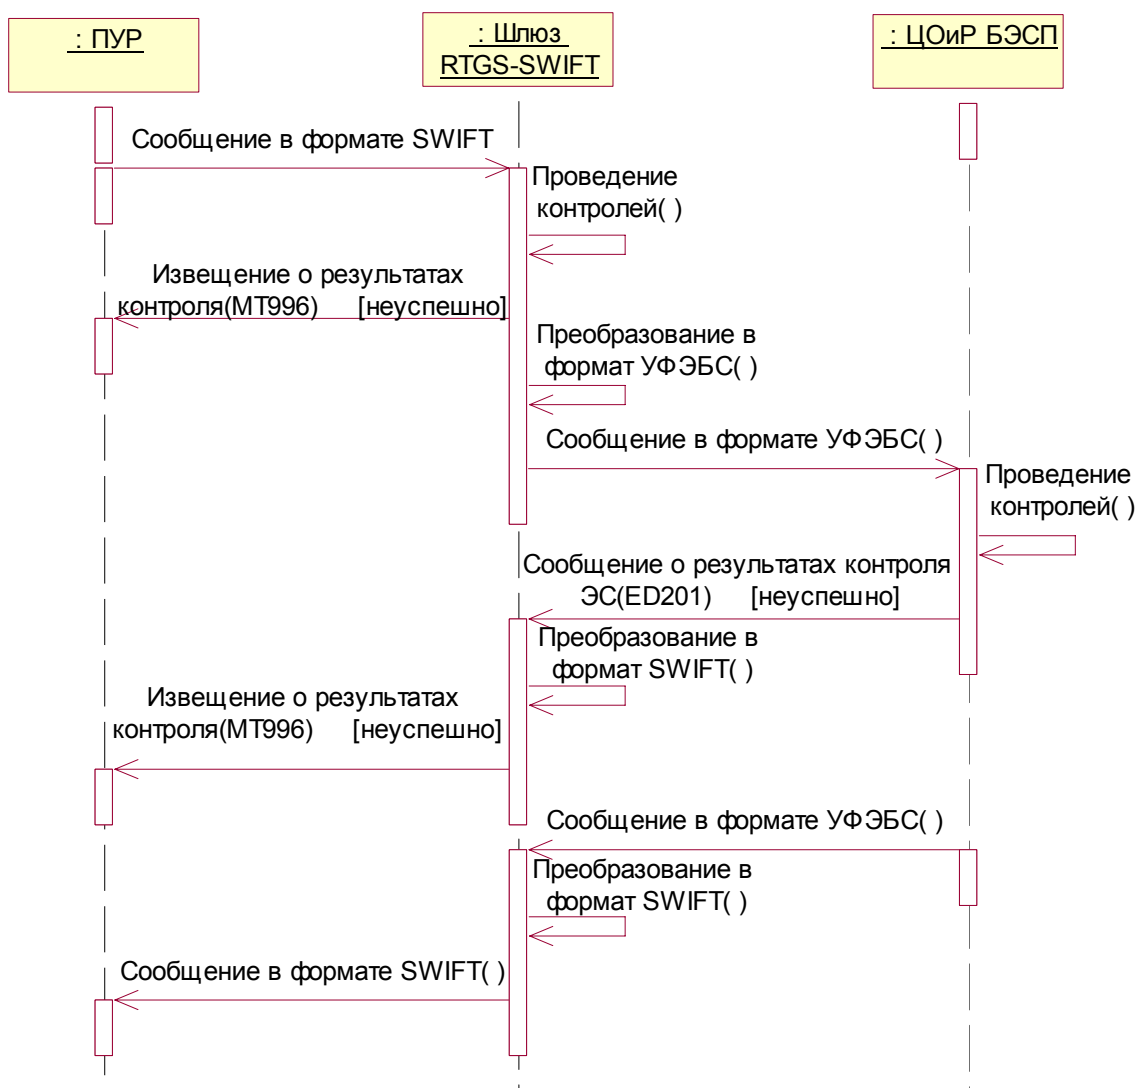 : ПУР
: Шлюз
RTGS-SWIFT
: ЦОиР БЭСП
Сообщение в формате SWIFT
Проведение
контролей( )
Извещение о результатах
контроля(МТ996) [неуспешно]
Преобразование в
формат УФЭБС( )
Сообщение в формате УФЭБС( )
Проведение
контролей( )
Сообщение о результатах контроля
ЭС(ED201) [неуспешно]
Преобразование в
формат SWIFT( )
Извещение о результатах
контроля(МТ996) [неуспешно]
Сообщение в формате УФЭБС( )
Преобразование в
формат SWIFT( )
Сообщение в формате SWIFT( )